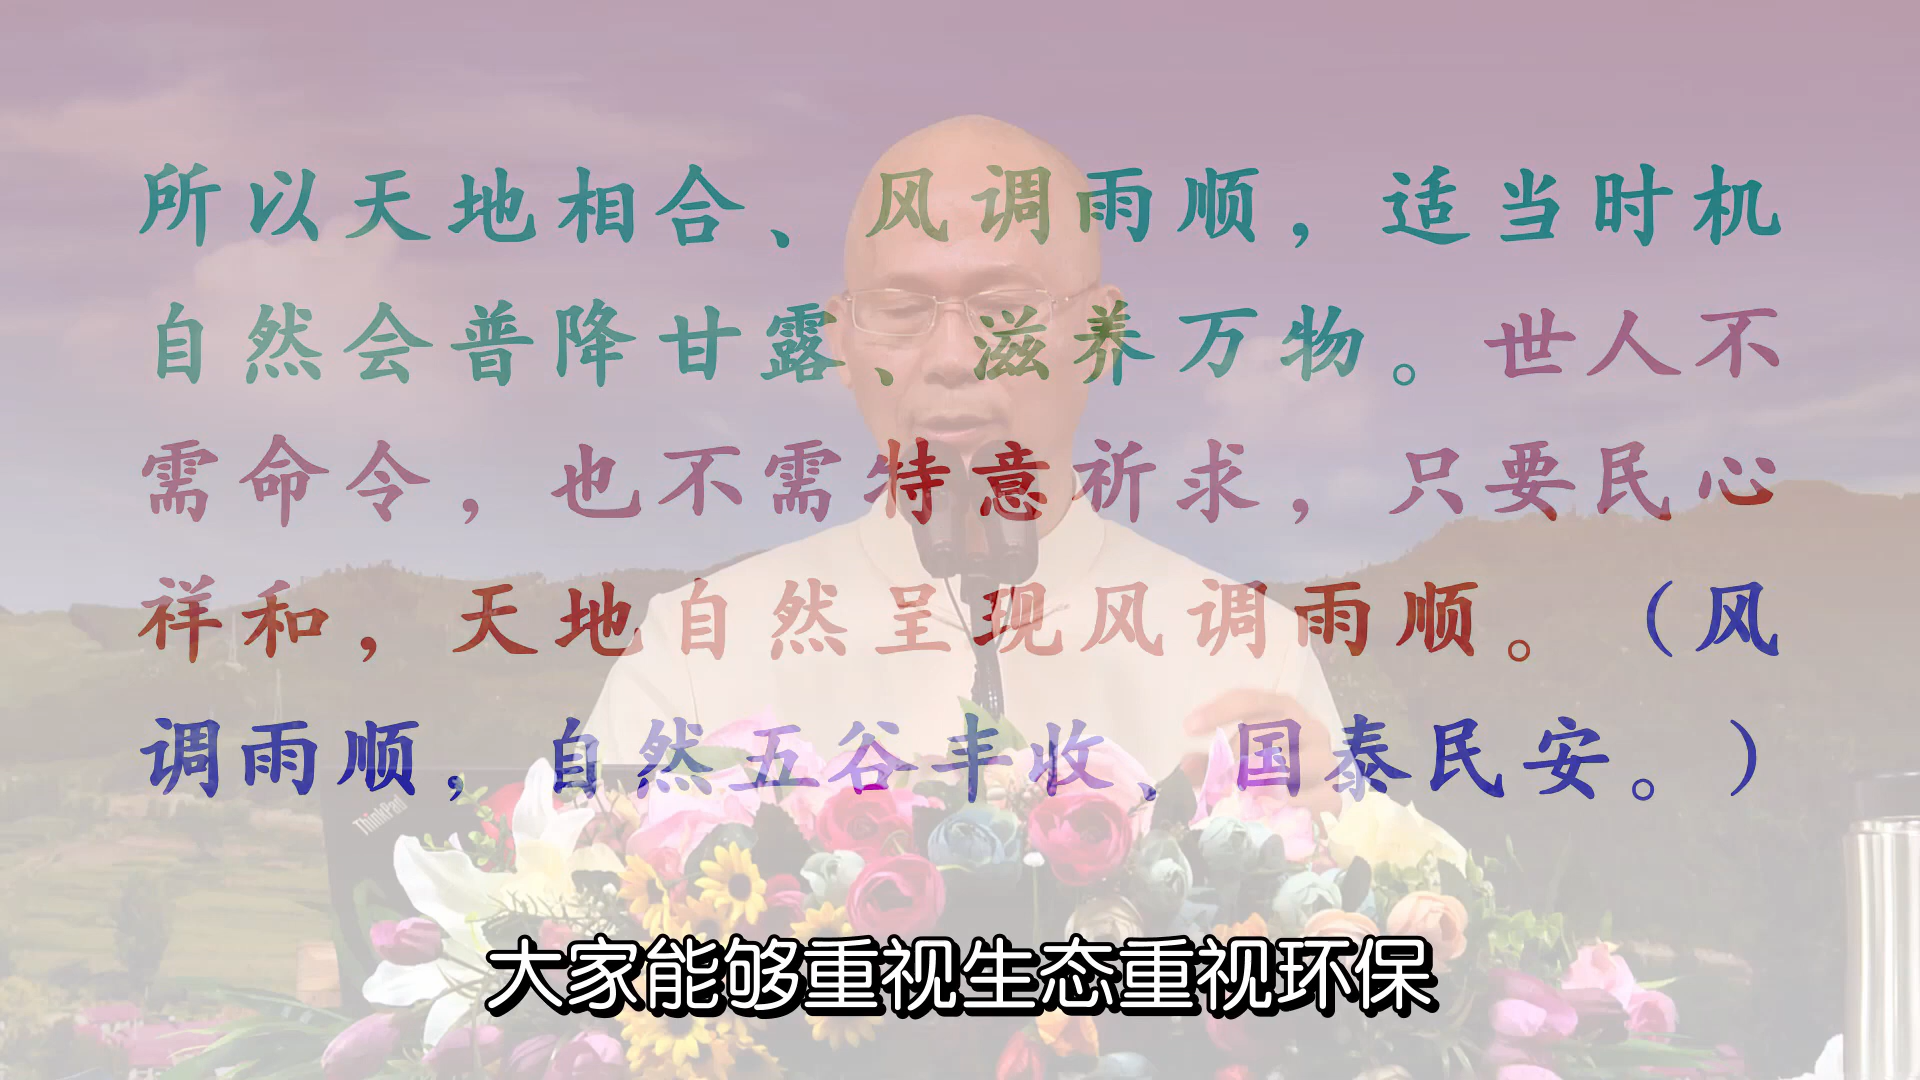 所以天地相合、风调雨顺，适当时机
自然会普降甘露、滋养万物。世人不
需命令，也不需特意祈求，只要民心
祥和，天地自然呈现风调雨顺。（风
调雨顺，自然五谷丰收、国泰民安。）
ThinkPad
大家能够重视生态重视环保